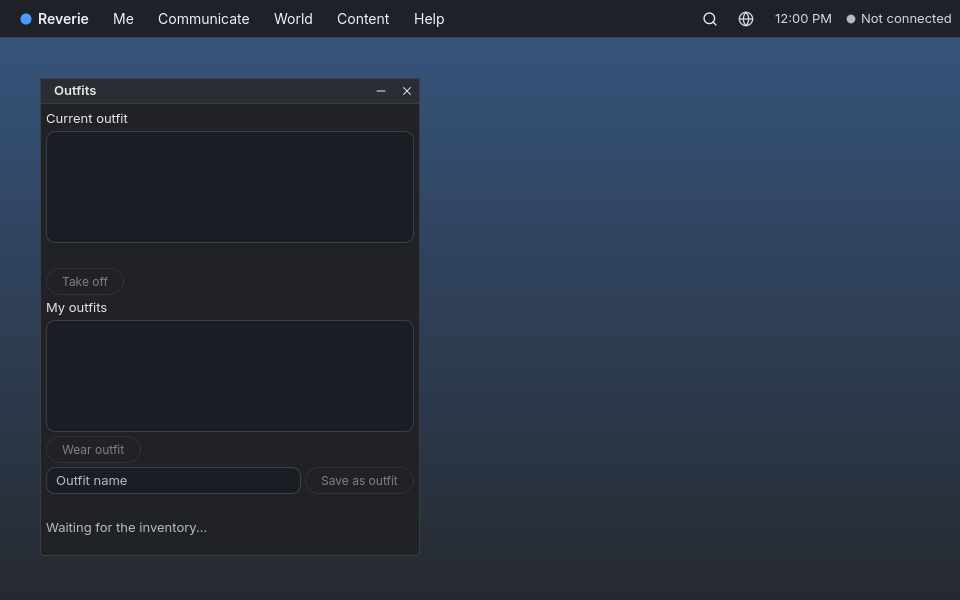 Reverie Me Communicate World Content Help 12:00 PM Not connected
Outfits
Current outfit
Take off
My outfits
Wear outfit
Outfit name Save as outfit
Waiting for the inventory...